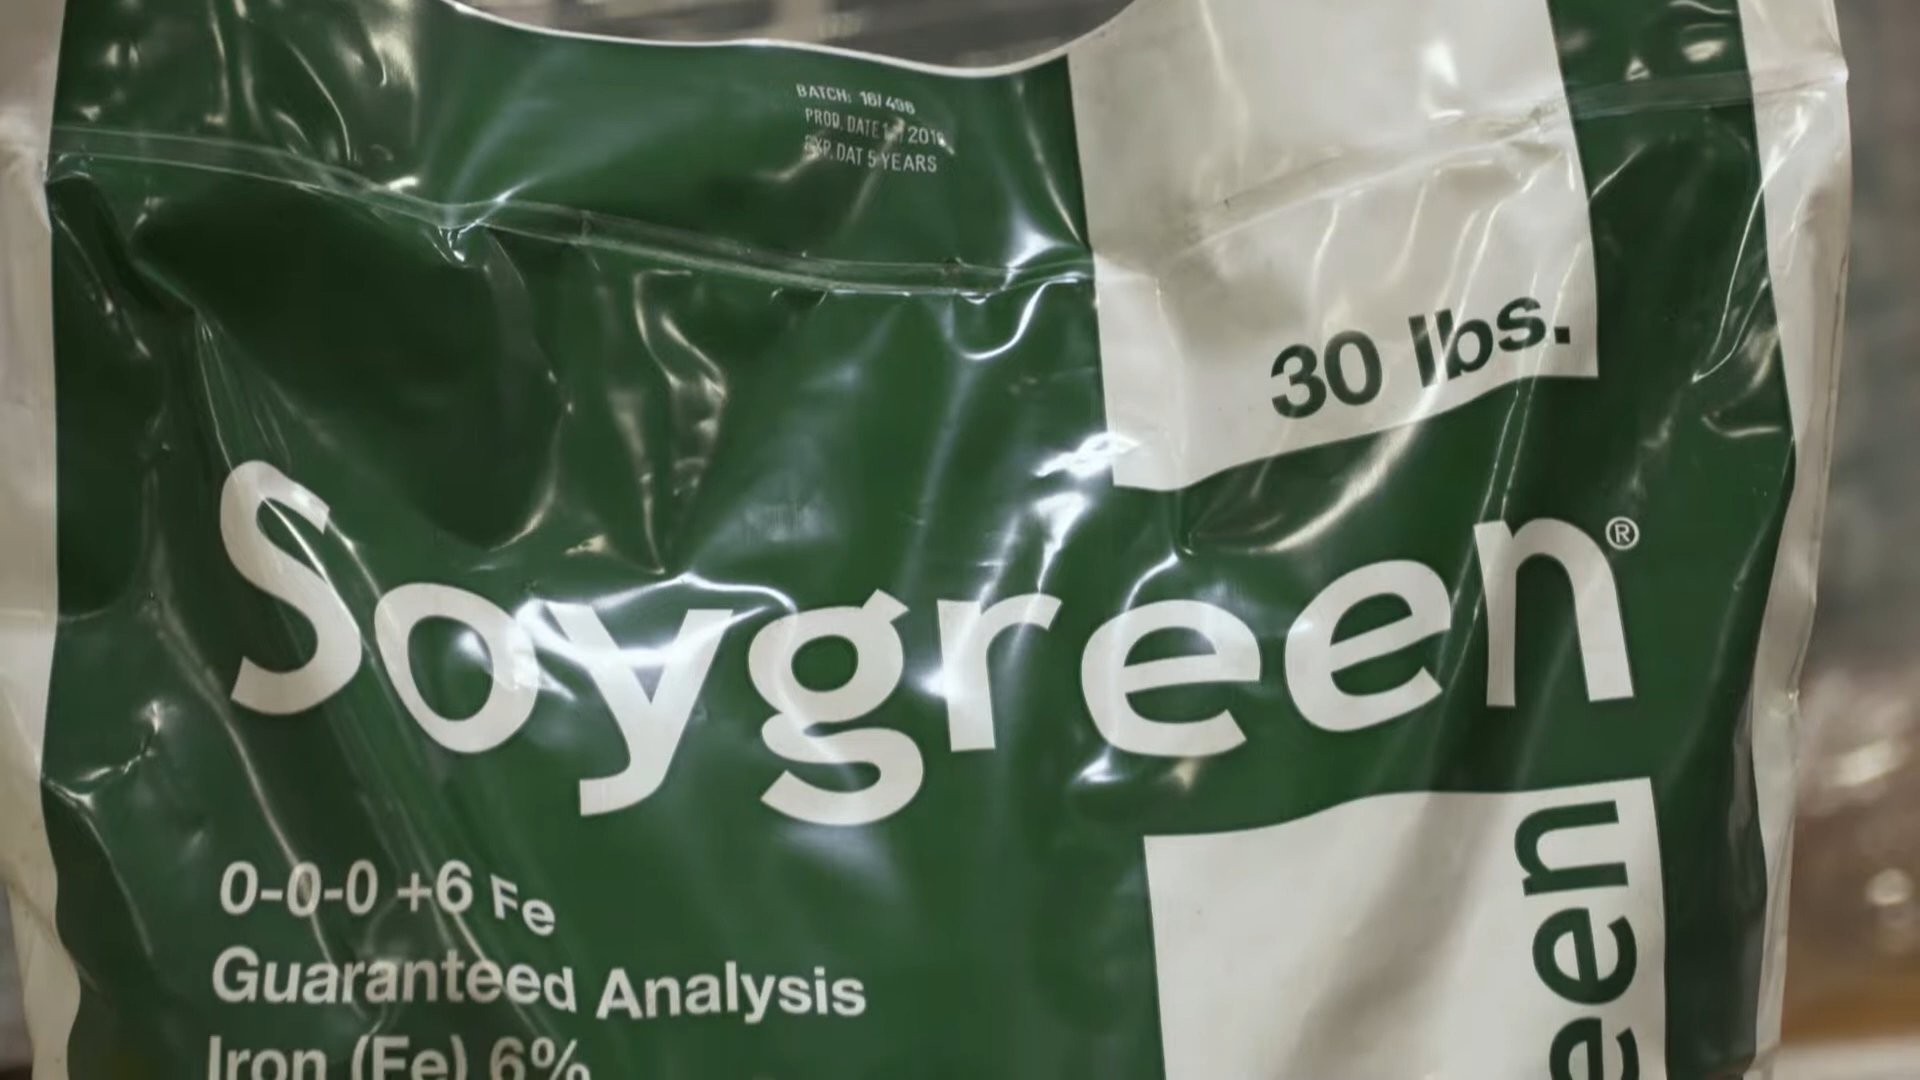 BATCH: 16/496
PROD. DATE 2016
EXP. DAT 5 YEARS
30 lbs.
Soygreen®
0-0-0 +6 Fe
Guaranteed Analysis
Iron (Fe) 6%
een